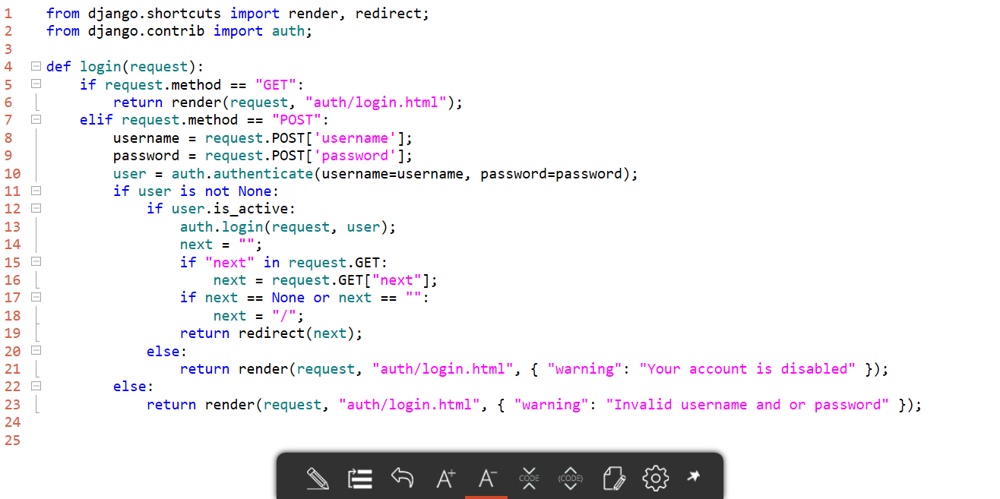 1 from django.shortcuts import render, redirect;
2 from django.contrib import auth;
3
4 def login(request):
5     if request.method == "GET":
6         return render(request, "auth/login.html");
7     elif request.method == "POST":
8         username = request.POST['username'];
9         password = request.POST['password'];
10         user = auth.authenticate(username=username, password=password);
11         if user is not None:
12             if user.is_active:
13                 auth.login(request, user);
14                 next = "";
15                 if "next" in request.GET:
16                     next = request.GET["next"];
17                 if next == None or next == "":
18                     next = "/";
19                 return redirect(next);
20             else:
21                 return render(request, "auth/login.html", { "warning": "Your account is disabled" });
22         else:
23             return render(request, "auth/login.html", { "warning": "Invalid username and or password" });
24
25
A+ A- CODE (CODE)